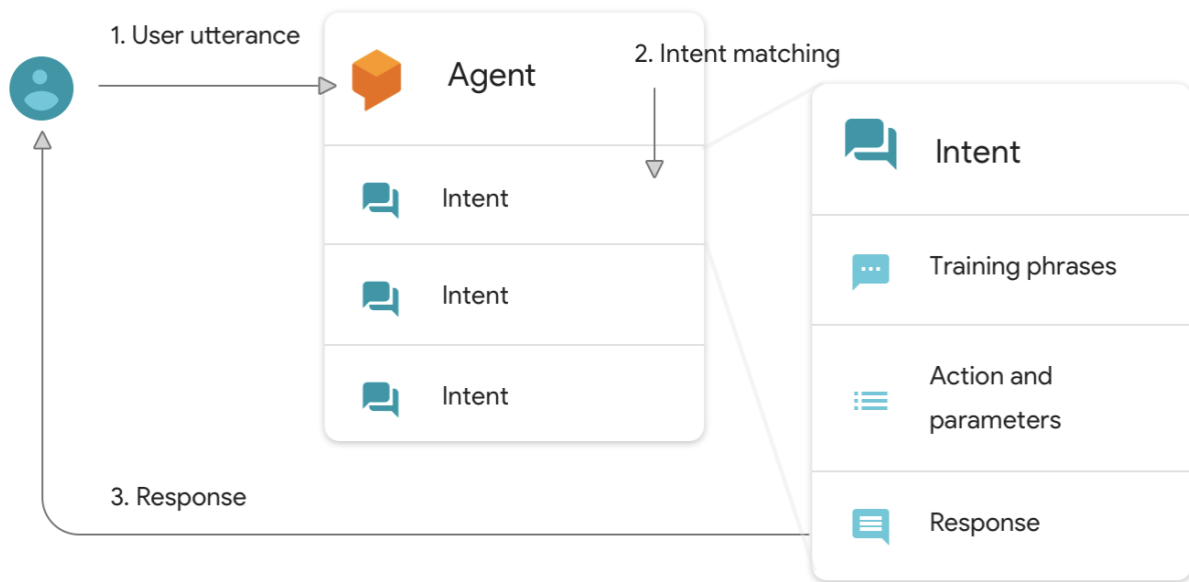 1. User utterance
Agent
2. Intent matching
Intent
Intent
Intent
Intent
Training phrases
Action and
parameters
Response
3. Response